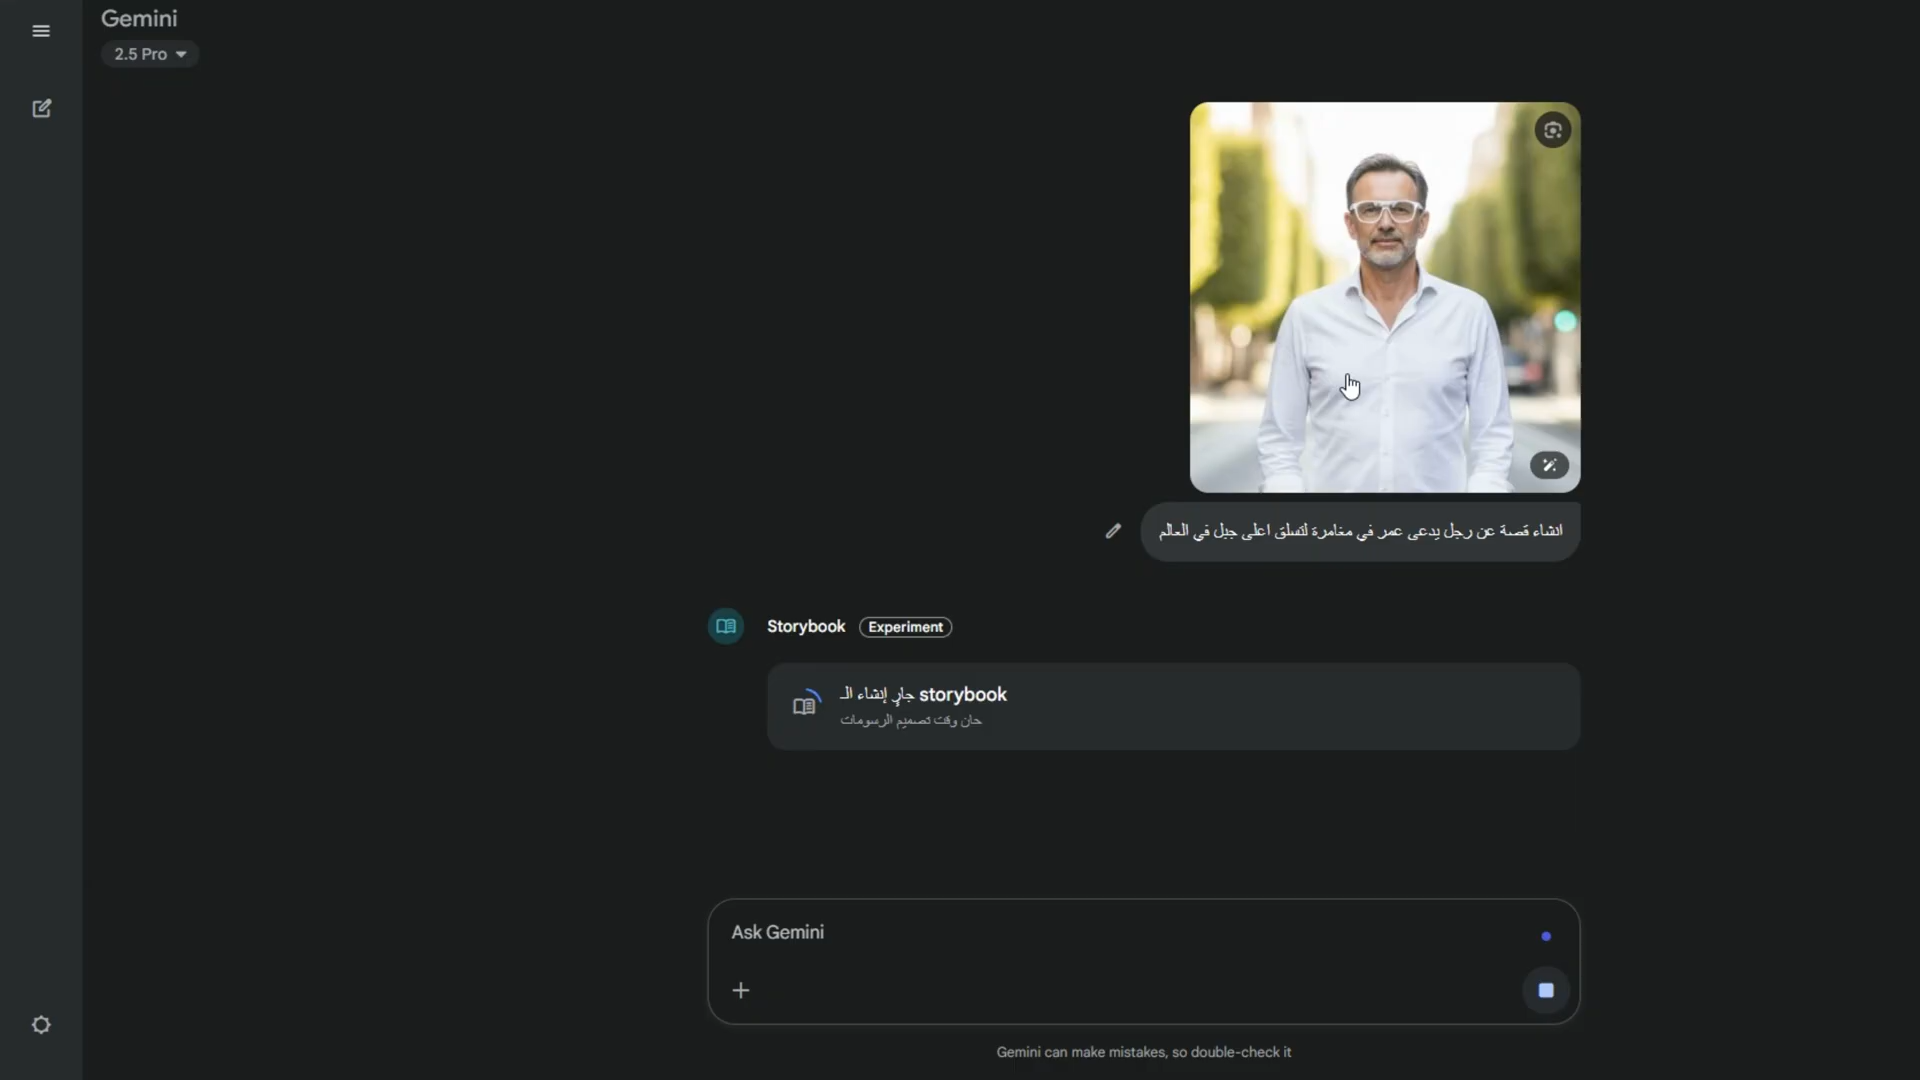 Gemini
2.5 Pro
انشاء قصة عن رجل يدعى عمر في مغامرة لتسلق اعلى جبل في العالم
Storybook Experiment
جارٍ إنشاء الـ storybook
حان وقت تصميم الرسومات
Ask Gemini
Gemini can make mistakes, so double-check it